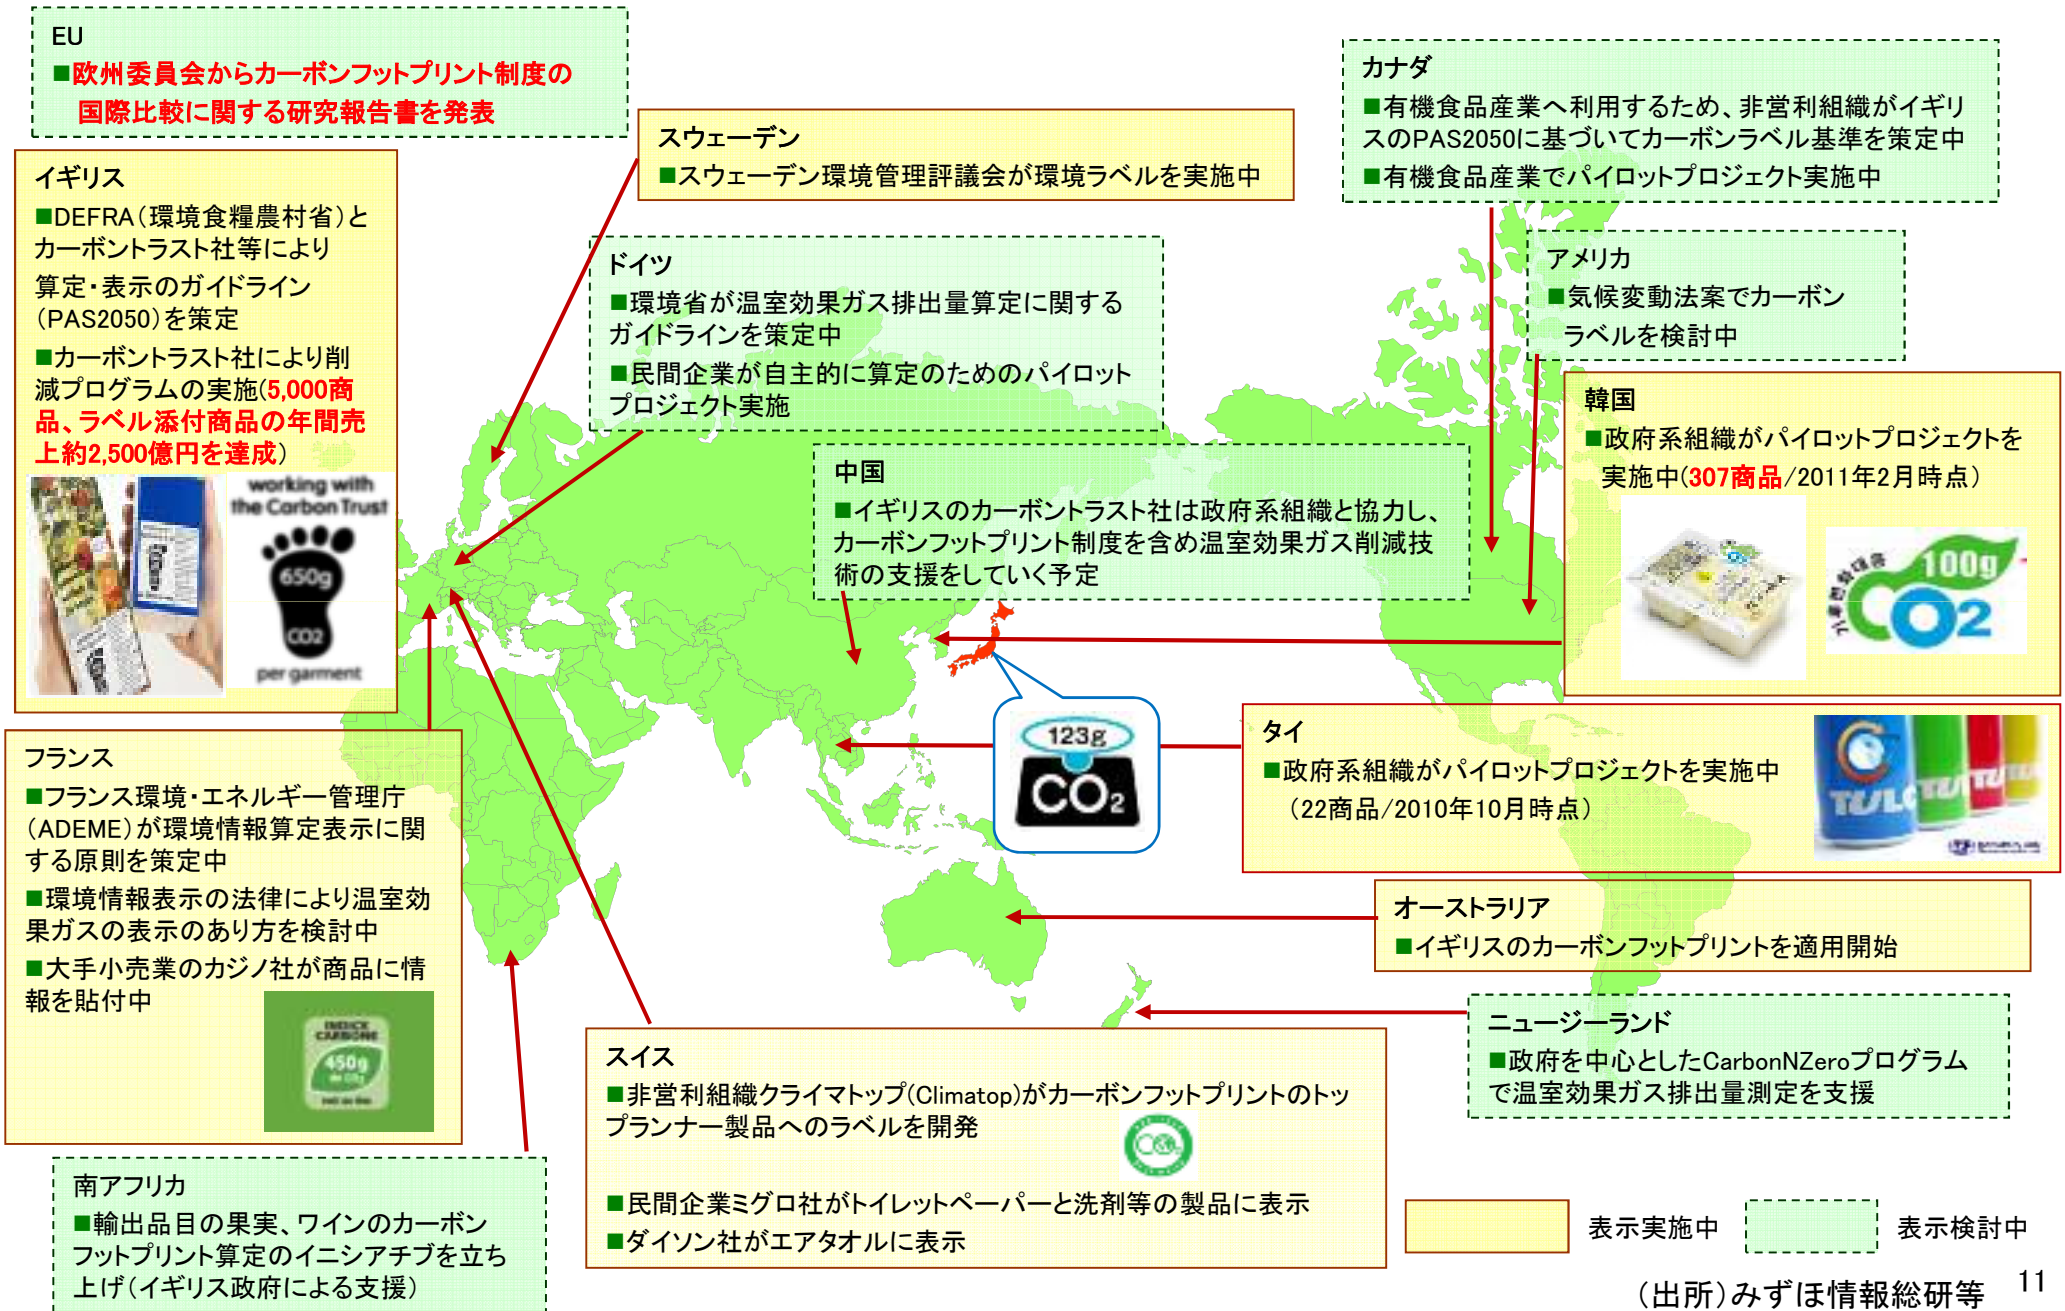 EU
■欧州委員会からカーボンフットプリント制度の
国際比較に関する研究報告書を発表
イギリス
■DEFRA（環境食糧農村省）と
カーボントラスト社等により
算定・表示のガイドライン
（PAS2050）を策定
■カーボントラスト社により削
減プログラムの実施(5,000商
品、ラベル添付商品の年間売
上約2,500億円を達成）
working with
the Carbon Trust
650g
CO2
per garment
スウェーデン
■スウェーデン環境管理評議会が環境ラベルを実施中
ドイツ
■環境省が温室効果ガス排出量算定に関する
ガイドラインを策定中
■民間企業が自主的に算定のためのパイロット
プロジェクト実施
中国
■イギリスのカーボントラスト社は政府系組織と協力し、
カーボンフットプリント制度を含め温室効果ガス削減技
術の支援をしていく予定
カナダ
■有機食品産業へ利用するため、非営利組織がイギリ
スのPAS2050に基づいてカーボンラベル基準を策定中
■有機食品産業でパイロットプロジェクト実施中
アメリカ
■気候変動法案でカーボン
ラベルを検討中
韓国
■政府系組織がパイロットプロジェクトを
実施中(307商品/2011年2月時点）
100g
CO2
123g
CO2
タイ
■政府系組織がパイロットプロジェクトを実施中
（22商品/2010年10月時点）
TULC
オーストラリア
■イギリスのカーボンフットプリントを適用開始
ニュージーランド
■政府を中心としたCarbonNZeroプログラム
で温室効果ガス排出量測定を支援
フランス
■フランス環境・エネルギー管理庁
（ADEME）が環境情報算定表示に関
する原則を策定中
■環境情報表示の法律により温室効
果ガスの表示のあり方を検討中
■大手小売業のカジノ社が商品に情
報を貼付中
INDICE
CARBONE
450g
スイス
■非営利組織クライマトップ(Climatop)がカーボンフットプリントのトッ
プランナー製品へのラベルを開発
CO2
■民間企業ミグロ社がトイレットペーパーと洗剤等の製品に表示
■ダイソン社がエアタオルに表示
南アフリカ
■輸出品目の果実、ワインのカーボン
フットプリント算定のイニシアチブを立ち
上げ（イギリス政府による支援）
表示実施中
表示検討中
（出所）みずほ情報総研等
11